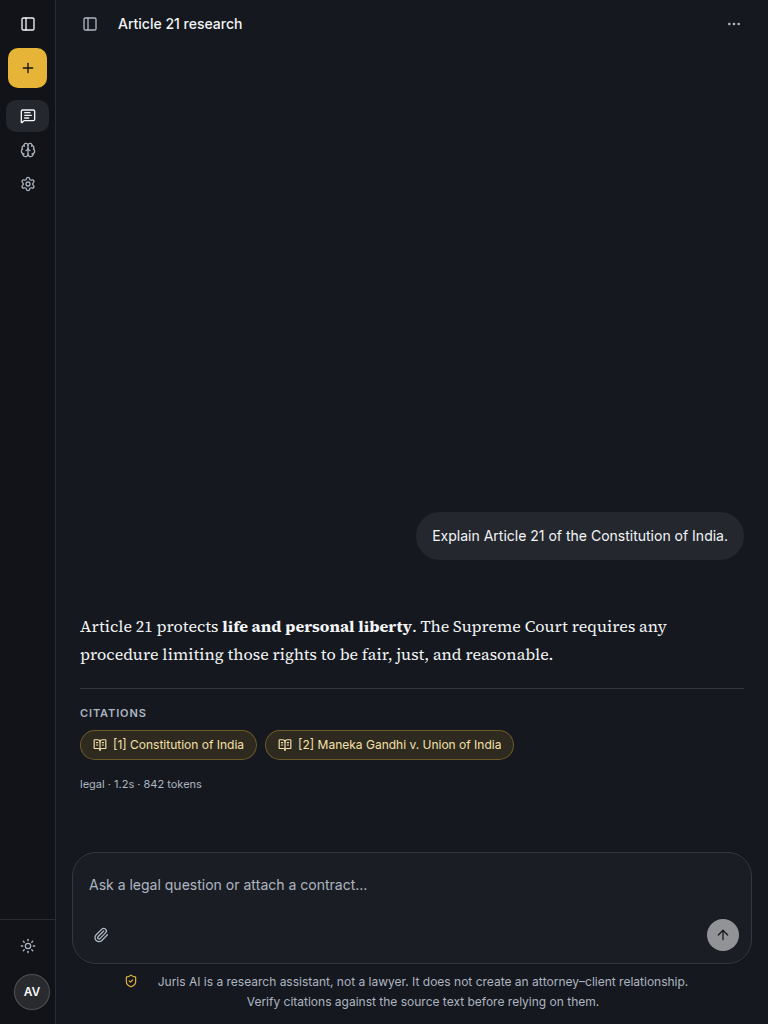 Article 21 research
Explain Article 21 of the Constitution of India.
Article 21 protects life and personal liberty. The Supreme Court requires any
procedure limiting those rights to be fair, just, and reasonable.
CITATIONS
[1] Constitution of India
[2] Maneka Gandhi v. Union of India
legal · 1.2s · 842 tokens
Ask a legal question or attach a contract...
AV
Juris AI is a research assistant, not a lawyer. It does not create an attorney–client relationship.
Verify citations against the source text before relying on them.